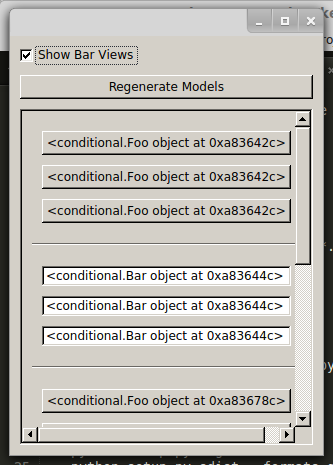 Show Bar Views
Regenerate Models
<conditional.Foo object at 0xa83642c>
<conditional.Foo object at 0xa83642c>
<conditional.Foo object at 0xa83642c>
<conditional.Bar object at 0xa83644c>
<conditional.Bar object at 0xa83644c>
<conditional.Bar object at 0xa83644c>
<conditional.Foo object at 0xa83678c>